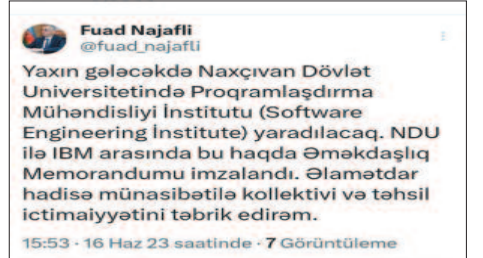 Fuad Najafli
@fuad_najafli
Yaxın gələcəkdə Naxçıvan Dövlət
Universitetində Proqramlaşdırma
Mühəndisliyi İnstitutu (Software
Engineering İnstitute) yaradılacaq. NDU
ilə IBM arasında bu haqda Əməkdaşlıq
Memorandumu imzalandı. Əlamətdar
hadisə münasibətilə kollektivi və təhsil
ictimaiyyətini təbrik edirəm.
15:53 · 16 Haz 23 saatinde · 7 Görüntüleme